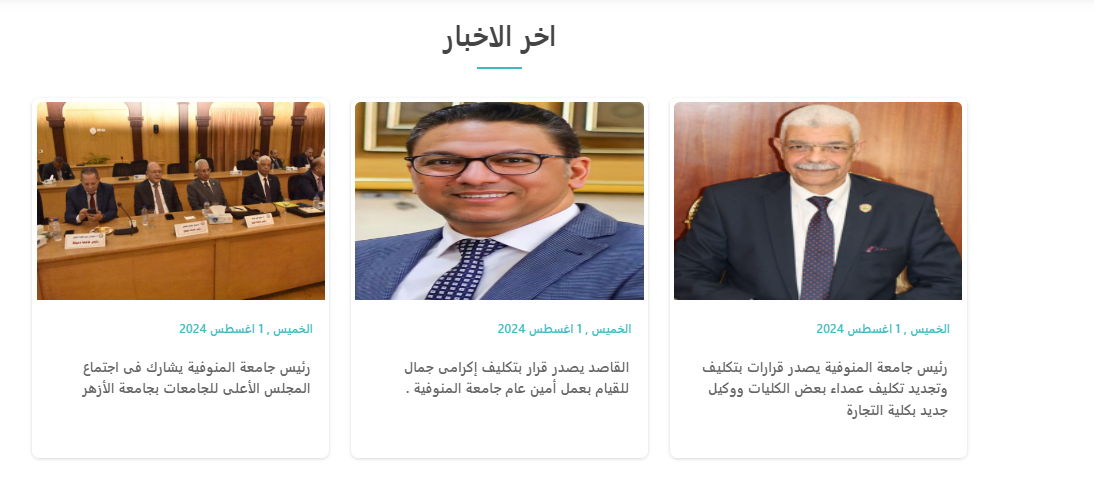 اخر الاخبار
الخميس , 1 اغسطس 2024
رئيس جامعة المنوفية يصدر قرارات بتكليف
وتجديد تكليف عمداء بعض الكليات ووكيل
جديد بكلية التجارة
الخميس , 1 اغسطس 2024
القاصد يصدر قرار بتكليف إكرامى جمال
للقيام بعمل أمين عام جامعة المنوفية .
الخميس , 1 اغسطس 2024
رئيس جامعة المنوفية يشارك فى اجتماع
المجلس الأعلى للجامعات بجامعة الأزهر